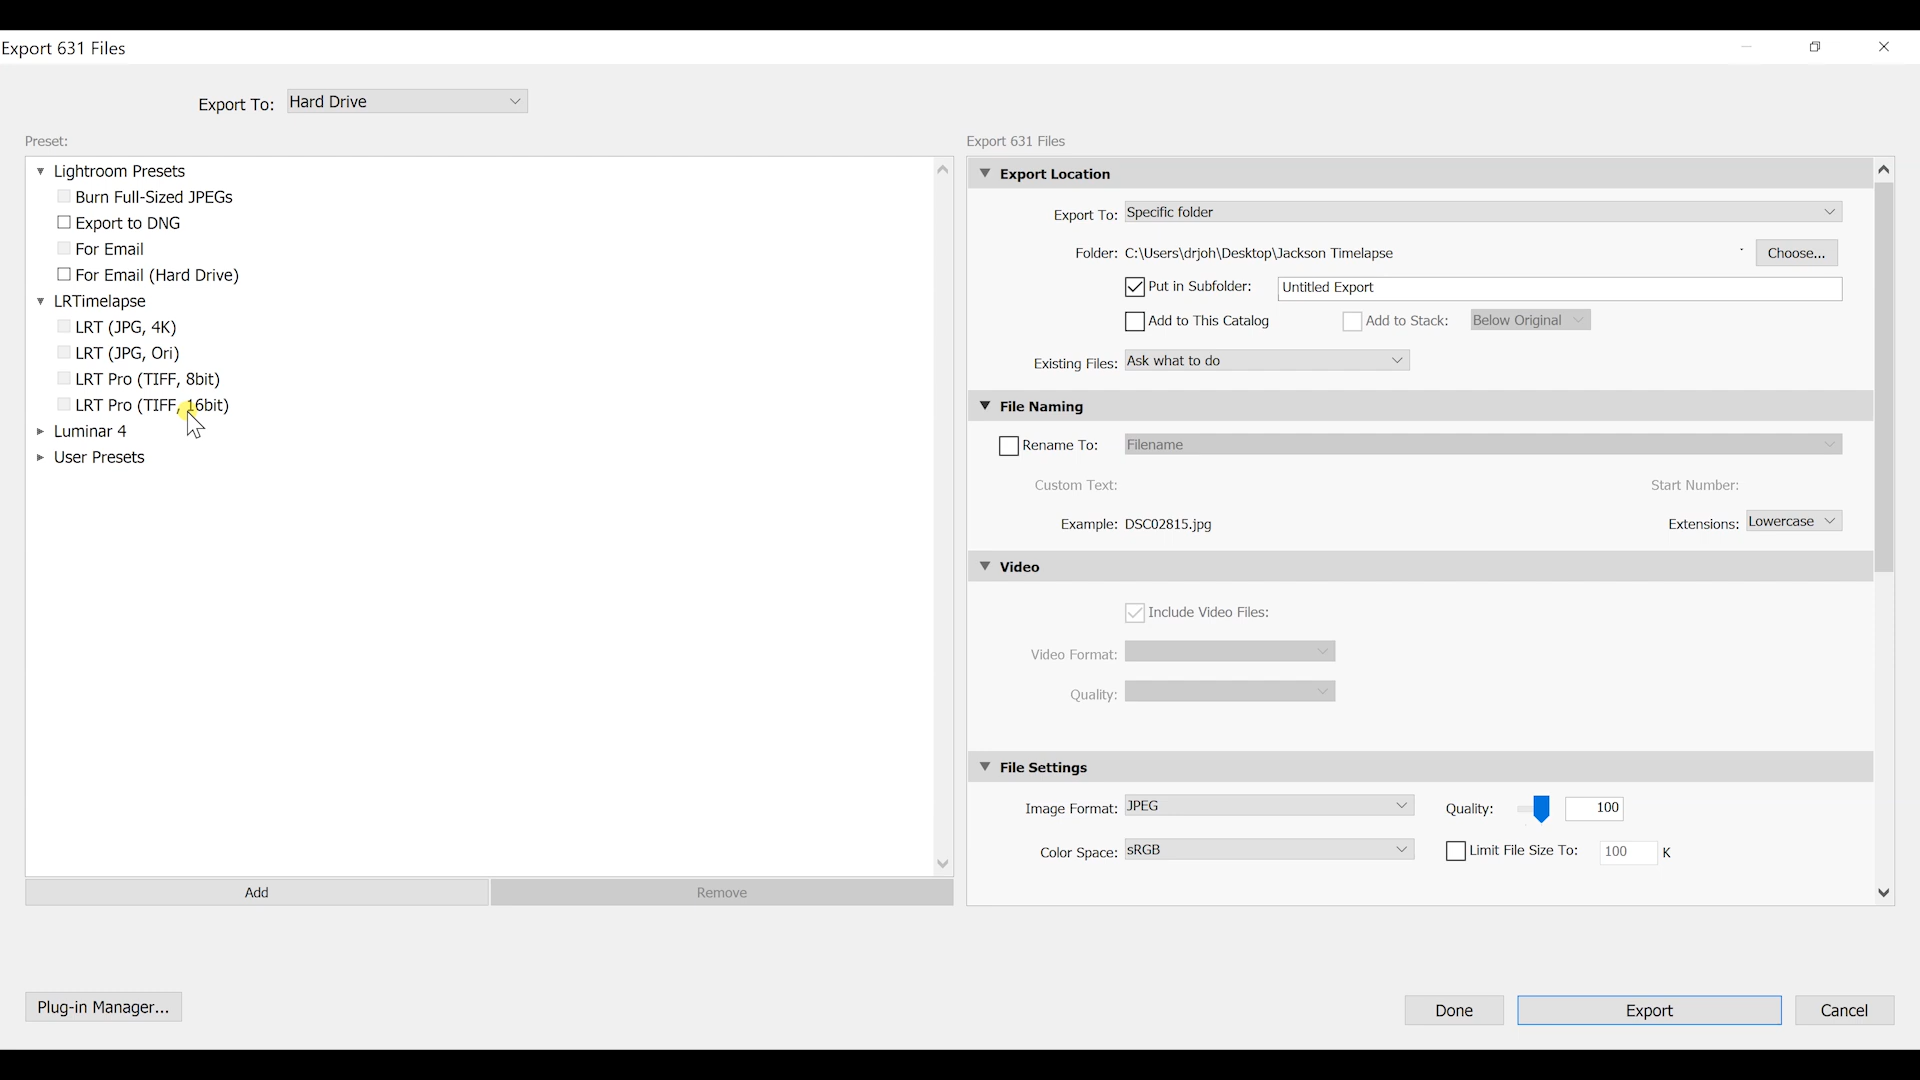 Export 631 Files
Export To: Hard Drive
Preset:
Lightroom Presets
Burn Full-Sized JPEGs
Export to DNG
For Email
For Email (Hard Drive)
LRTimelapse
LRT (JPG, 4K)
LRT (JPG, Ori)
LRT Pro (TIFF, 8bit)
LRT Pro (TIFF, 16bit)
Luminar 4
User Presets
Add
Remove
Plug-in Manager...
Export 631 Files
Export Location
Export To: Specific folder
Folder: C:\Users\drjoh\Desktop\Jackson Timelapse Choose...
Put in Subfolder: Untitled Export
Add to This Catalog Add to Stack: Below Original
Existing Files: Ask what to do
File Naming
Rename To: Filename
Custom Text: Start Number:
Example: DSC02815.jpg Extensions: Lowercase
Video
Include Video Files:
Video Format:
Quality:
File Settings
Image Format: JPEG Quality: 100
Color Space: sRGB Limit File Size To: 100 K
Done Export Cancel